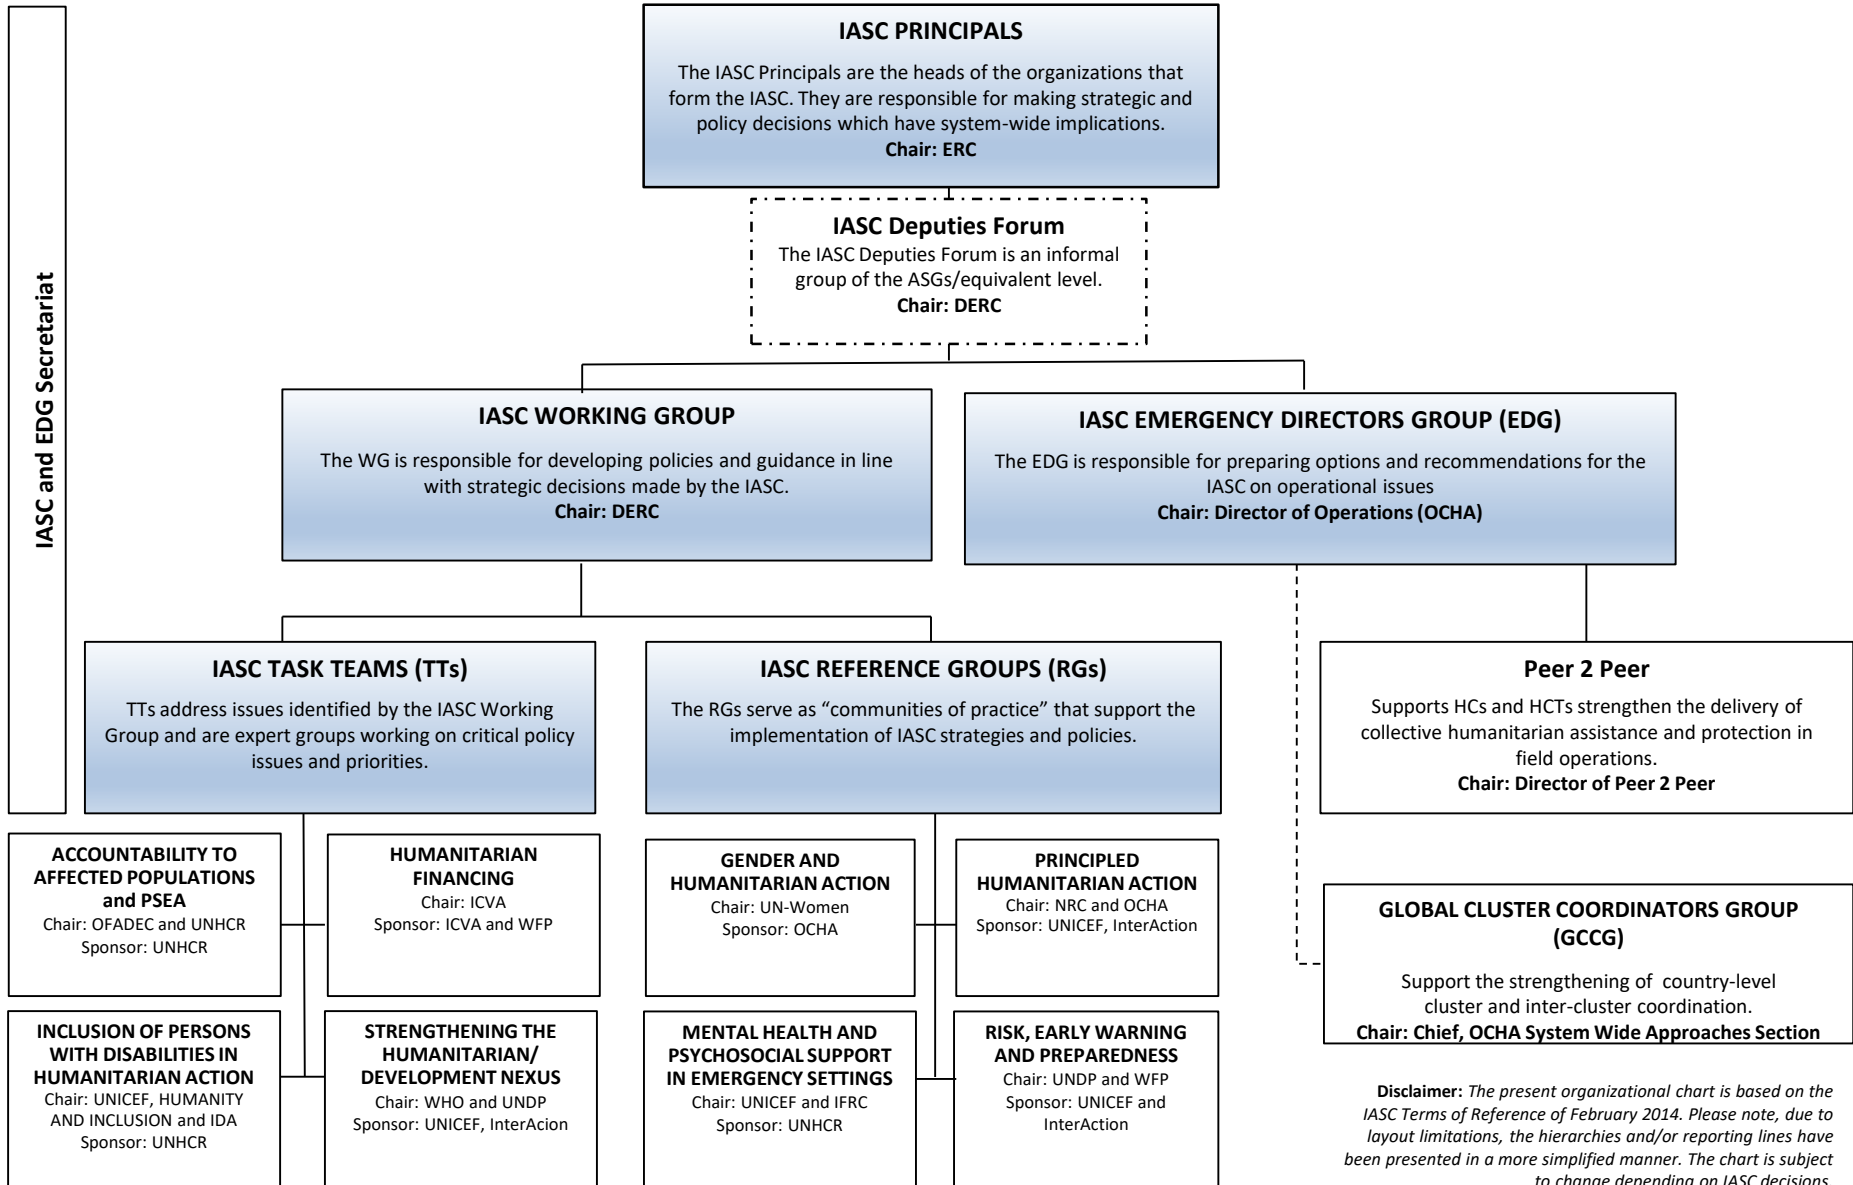 IASC and EDG Secretariat
IASC PRINCIPALS
The IASC Principals are the heads of the organizations that
form the IASC. They are responsible for making strategic and
policy decisions which have system-wide implications.
Chair: ERC
IASC Deputies Forum
The IASC Deputies Forum is an informal
group of the ASGs/equivalent level.
Chair: DERC
IASC WORKING GROUP
The WG is responsible for developing policies and guidance in line
with strategic decisions made by the IASC.
Chair: DERC
IASC EMERGENCY DIRECTORS GROUP (EDG)
The EDG is responsible for preparing options and recommendations for the
IASC on operational issues
Chair: Director of Operations (OCHA)
IASC TASK TEAMS (TTs)
TTs address issues identified by the IASC Working
Group and are expert groups working on critical policy
issues and priorities.
IASC REFERENCE GROUPS (RGs)
The RGs serve as “communities of practice” that support the
implementation of IASC strategies and policies.
Peer 2 Peer
Supports HCs and HCTs strengthen the delivery of
collective humanitarian assistance and protection in
field operations.
Chair: Director of Peer 2 Peer
ACCOUNTABILITY TO
AFFECTED POPULATIONS
and PSEA
Chair: OFADEC and UNHCR
Sponsor: UNHCR
HUMANITARIAN
FINANCING
Chair: ICVA
Sponsor: ICVA and WFP
GENDER AND
HUMANITARIAN ACTION
Chair: UN-Women
Sponsor: OCHA
PRINCIPLED
HUMANITARIAN ACTION
Chair: NRC and OCHA
Sponsor: UNICEF, InterAction
GLOBAL CLUSTER COORDINATORS GROUP
(GCCG)
Support the strengthening of country-level
cluster and inter-cluster coordination.
Chair: Chief, OCHA System Wide Approaches Section
INCLUSION OF PERSONS
WITH DISABILITIES IN
HUMANITARIAN ACTION
Chair: UNICEF, HUMANITY
AND INCLUSION and IDA
Sponsor: UNHCR
STRENGTHENING THE
HUMANITARIAN/
DEVELOPMENT NEXUS
Chair: WHO and UNDP
Sponsor: UNICEF, InterAcion
MENTAL HEALTH AND
PSYCHOSOCIAL SUPPORT
IN EMERGENCY SETTINGS
Chair: UNICEF and IFRC
Sponsor: UNHCR
RISK, EARLY WARNING
AND PREPAREDNESS
Chair: UNDP and WFP
Sponsor: UNICEF and
InterAction
Disclaimer: The present organizational chart is based on the
IASC Terms of Reference of February 2014. Please note, due to
layout limitations, the hierarchies and/or reporting lines have
been presented in a more simplified manner. The chart is subject
to change depending on IASC decisions.